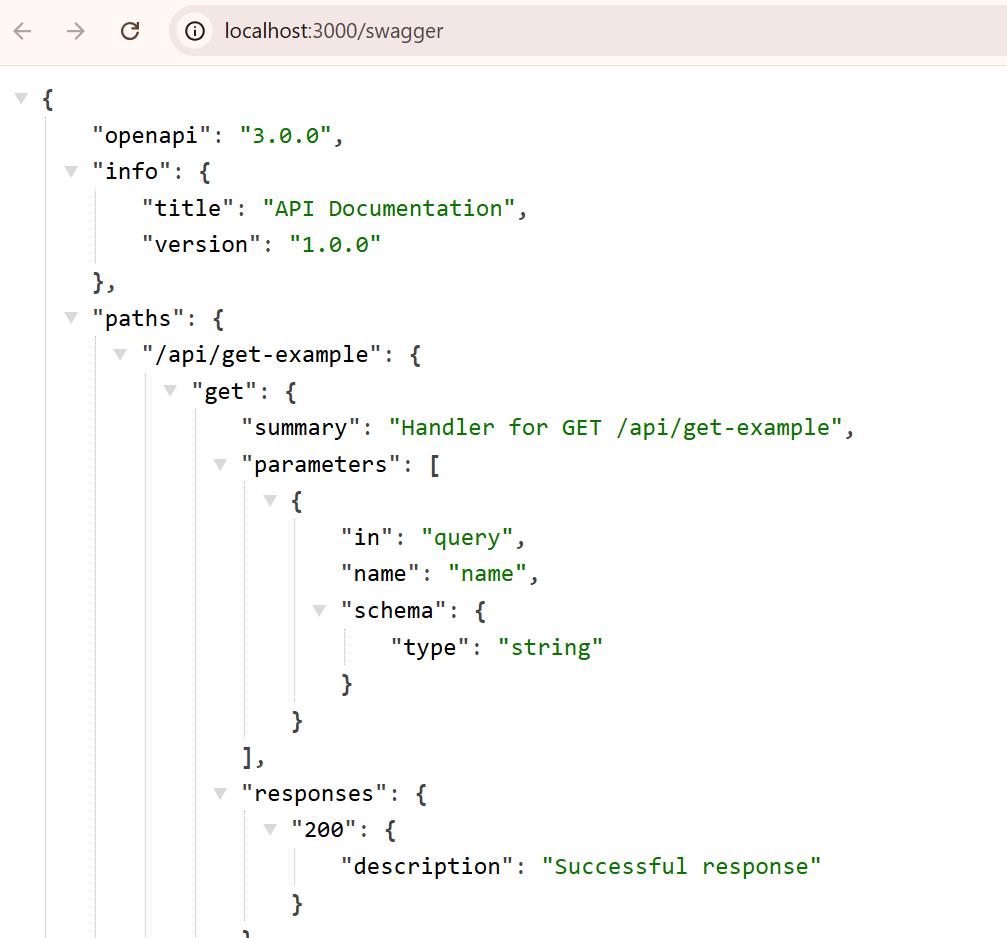 localhost:3000/swagger
{
"openapi": "3.0.0",
"info": {
"title": "API Documentation",
"version": "1.0.0"
},
"paths": {
"/api/get-example": {
"get": {
"summary": "Handler for GET /api/get-example",
"parameters": [
{
"in": "query",
"name": "name",
"schema": {
"type": "string"
}
}
],
"responses": {
"200": {
"description": "Successful response"
}
}